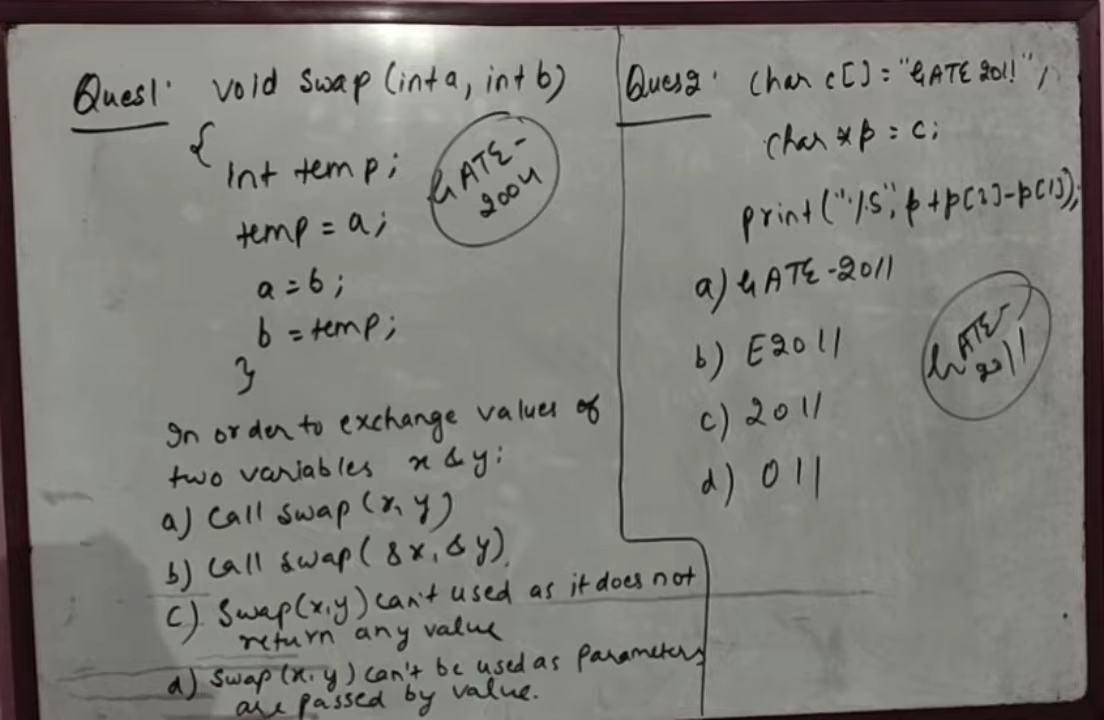 Ques1: void swap (int a, int b)
{
int temp;
temp = a;
a = b;
b = temp;
}
GATE-
2004
In order to exchange values of
two variables x & y:
a) Call swap (x, y)
b) Call swap (&x, &y).
c) Swap(x,y) can't used as it does not
return any value
d) Swap (x,y) can't be used as Parameters
are passed by value.
Ques2: Char c[] = "GATE 2011";
Char *p = c;
print ("%s", p+p[3]-p[1]);
a) GATE-2011
b) E2011
c) 2011
d) 011
GATE-
2011